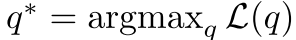 q* = argmax_q ℒ(q)